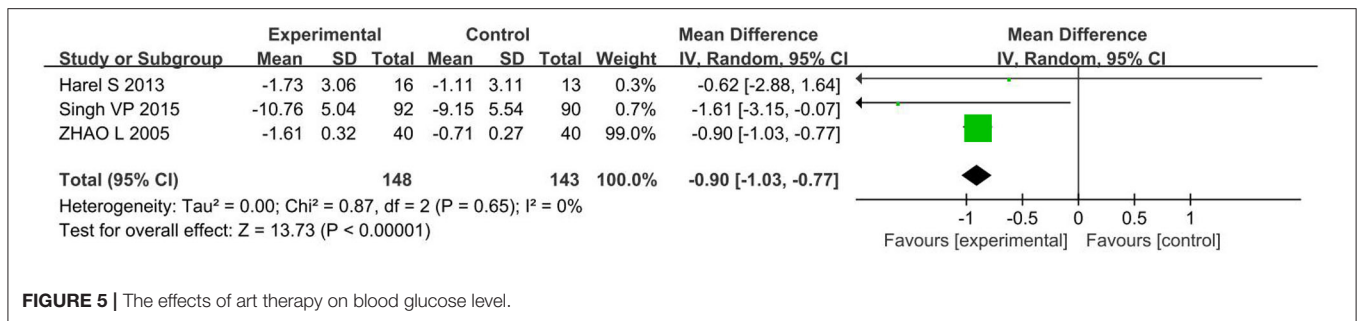 Experimental Control Mean Difference Mean Difference
Study or Subgroup Mean SD Total Mean SD Total Weight IV, Random, 95% CI IV, Random, 95% CI
Harel S 2013 -1.73 3.06 16 -1.11 3.11 13 0.3% -0.62 [-2.88, 1.64]
Singh VP 2015 -10.76 5.04 92 -9.15 5.54 90 0.7% -1.61 [-3.15, -0.07]
ZHAO L 2005 -1.61 0.32 40 -0.71 0.27 40 99.0% -0.90 [-1.03, -0.77]
Total (95% CI) 148 143 100.0% -0.90 [-1.03, -0.77]
Heterogeneity: Tau² = 0.00; Chi² = 0.87, df = 2 (P = 0.65); I² = 0%
Test for overall effect: Z = 13.73 (P < 0.00001)
-1 -0.5 0 0.5 1
Favours [experimental] Favours [control]
FIGURE 5 | The effects of art therapy on blood glucose level.